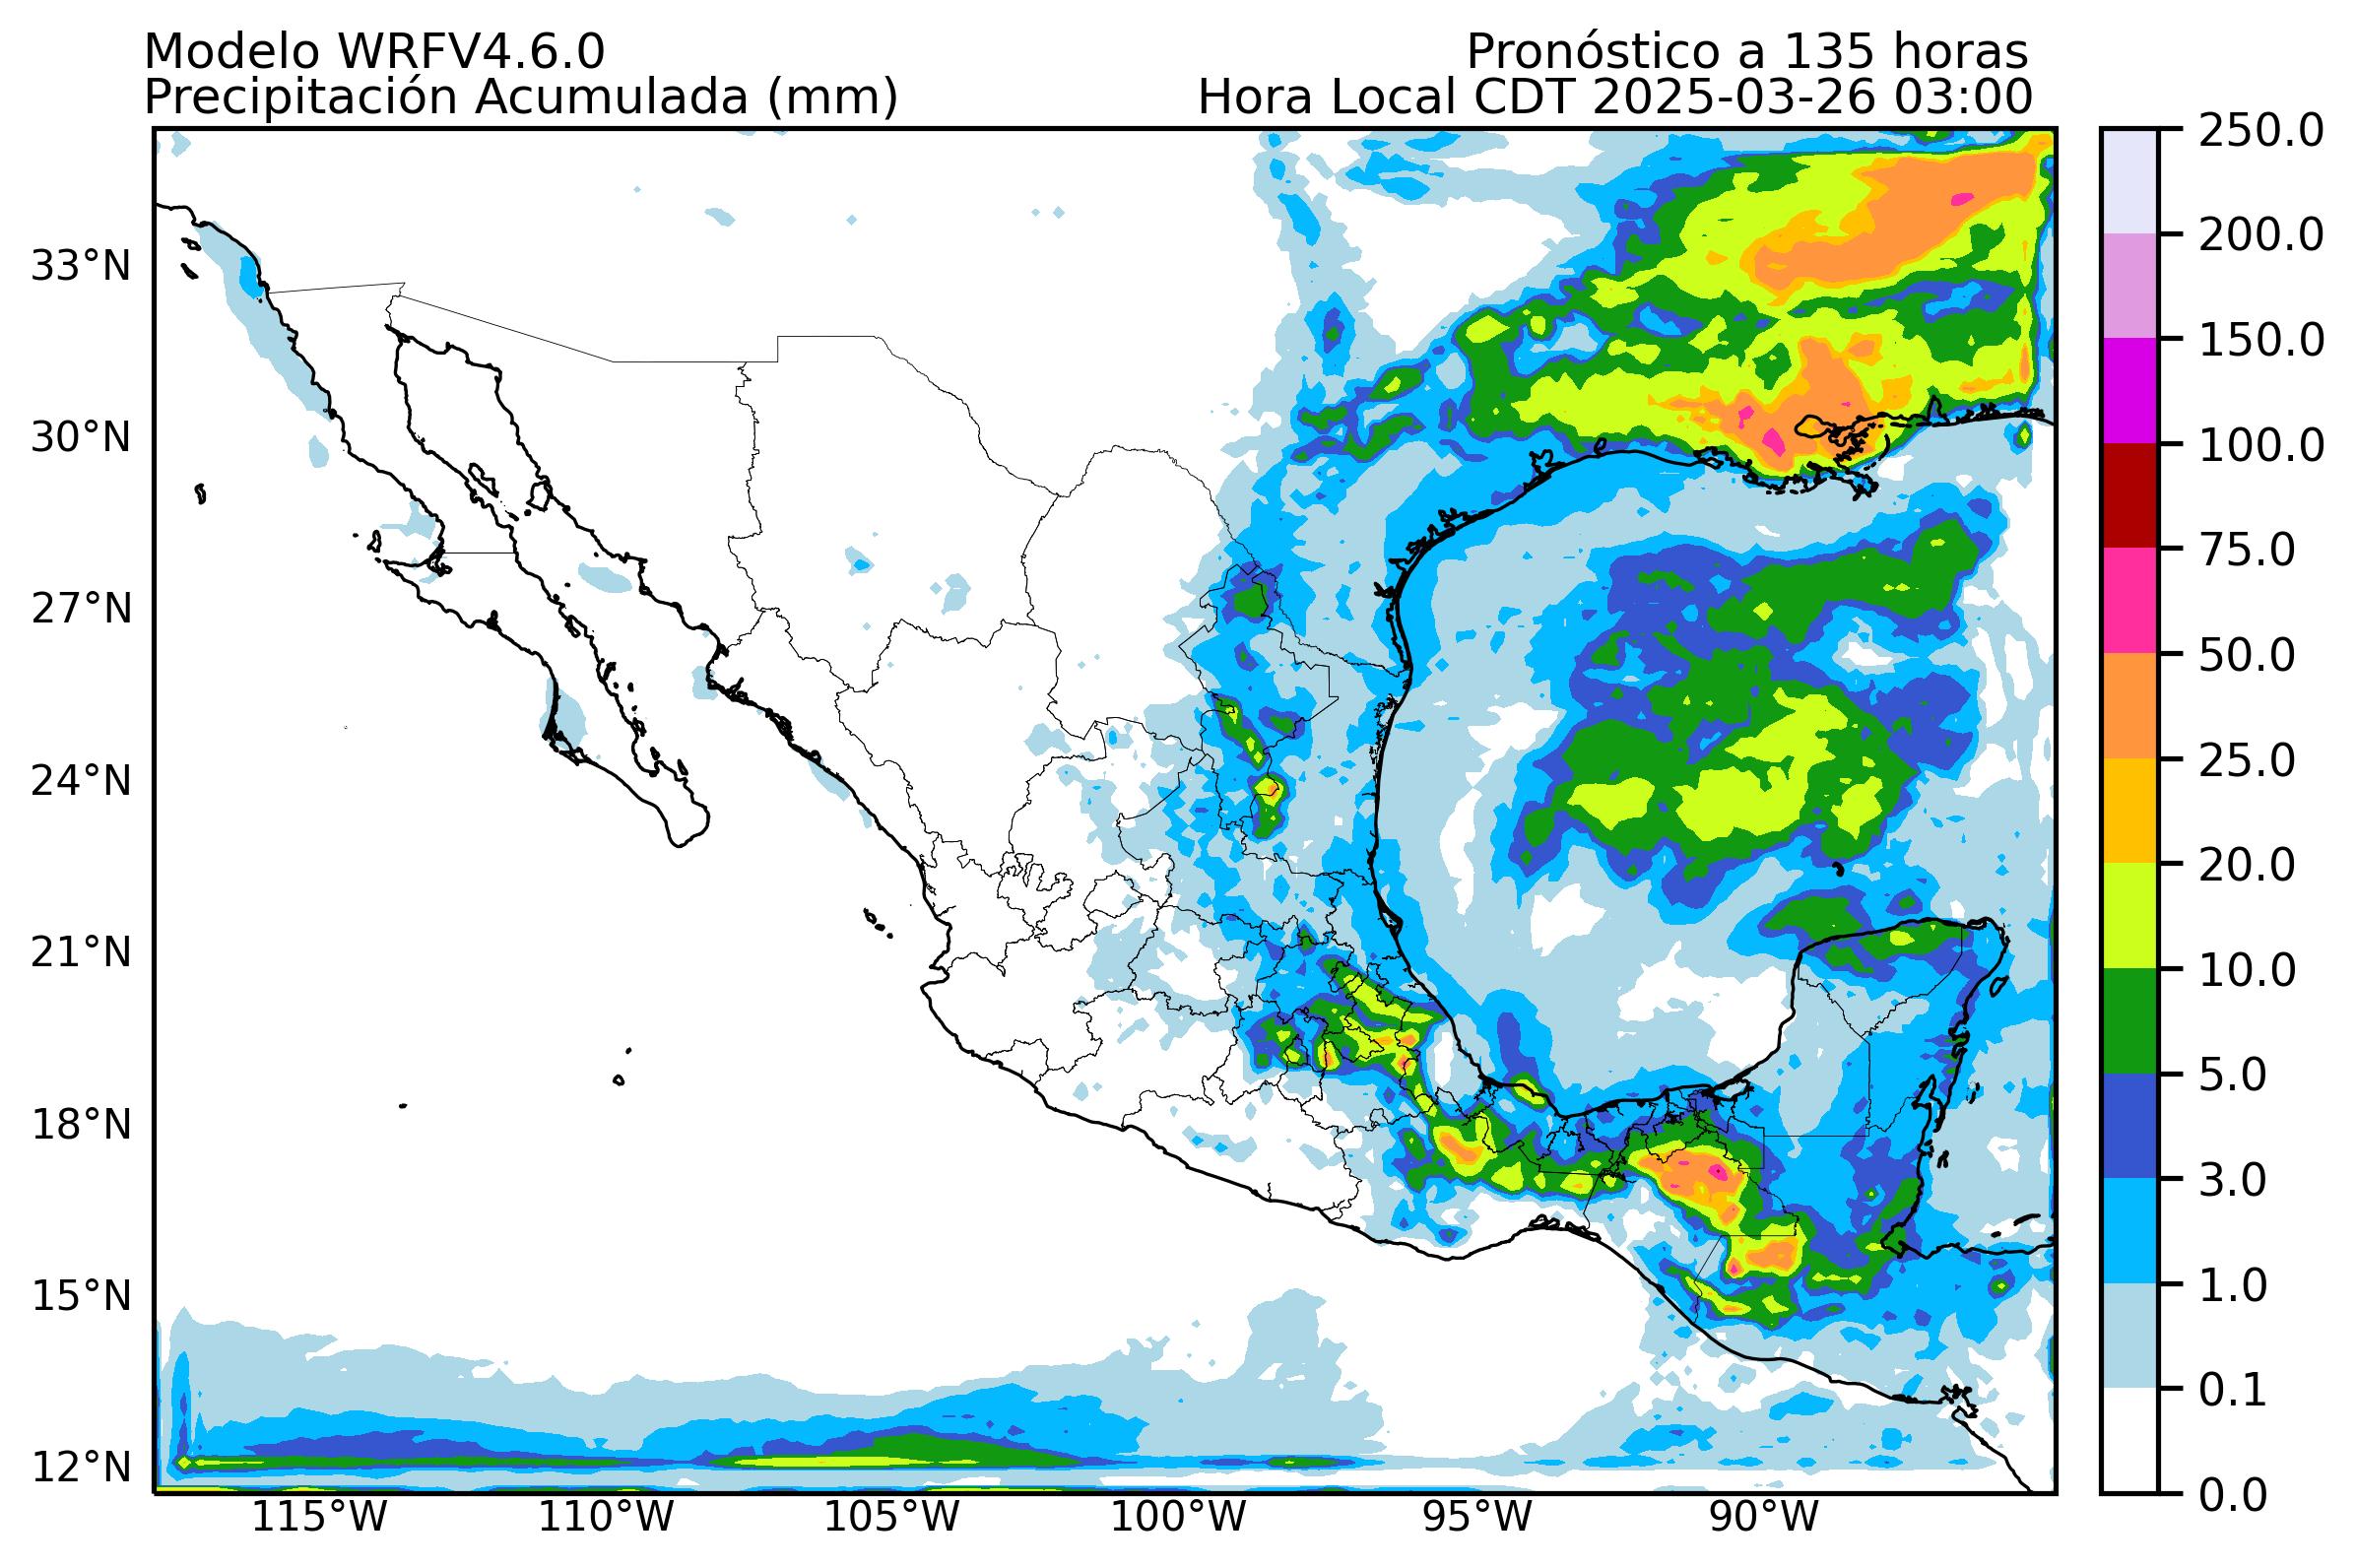 Modelo WRFV4.6.0
Pronóstico a 135 horas
Precipitación Acumulada (mm)
Hora Local CDT 2025-03-26 03:00
33°N
30°N
27°N
24°N
21°N
18°N
15°N
12°N
115°W
110°W
105°W
100°W
95°W
90°W
250.0
200.0
150.0
100.0
75.0
50.0
25.0
20.0
10.0
5.0
3.0
1.0
0.1
0.0